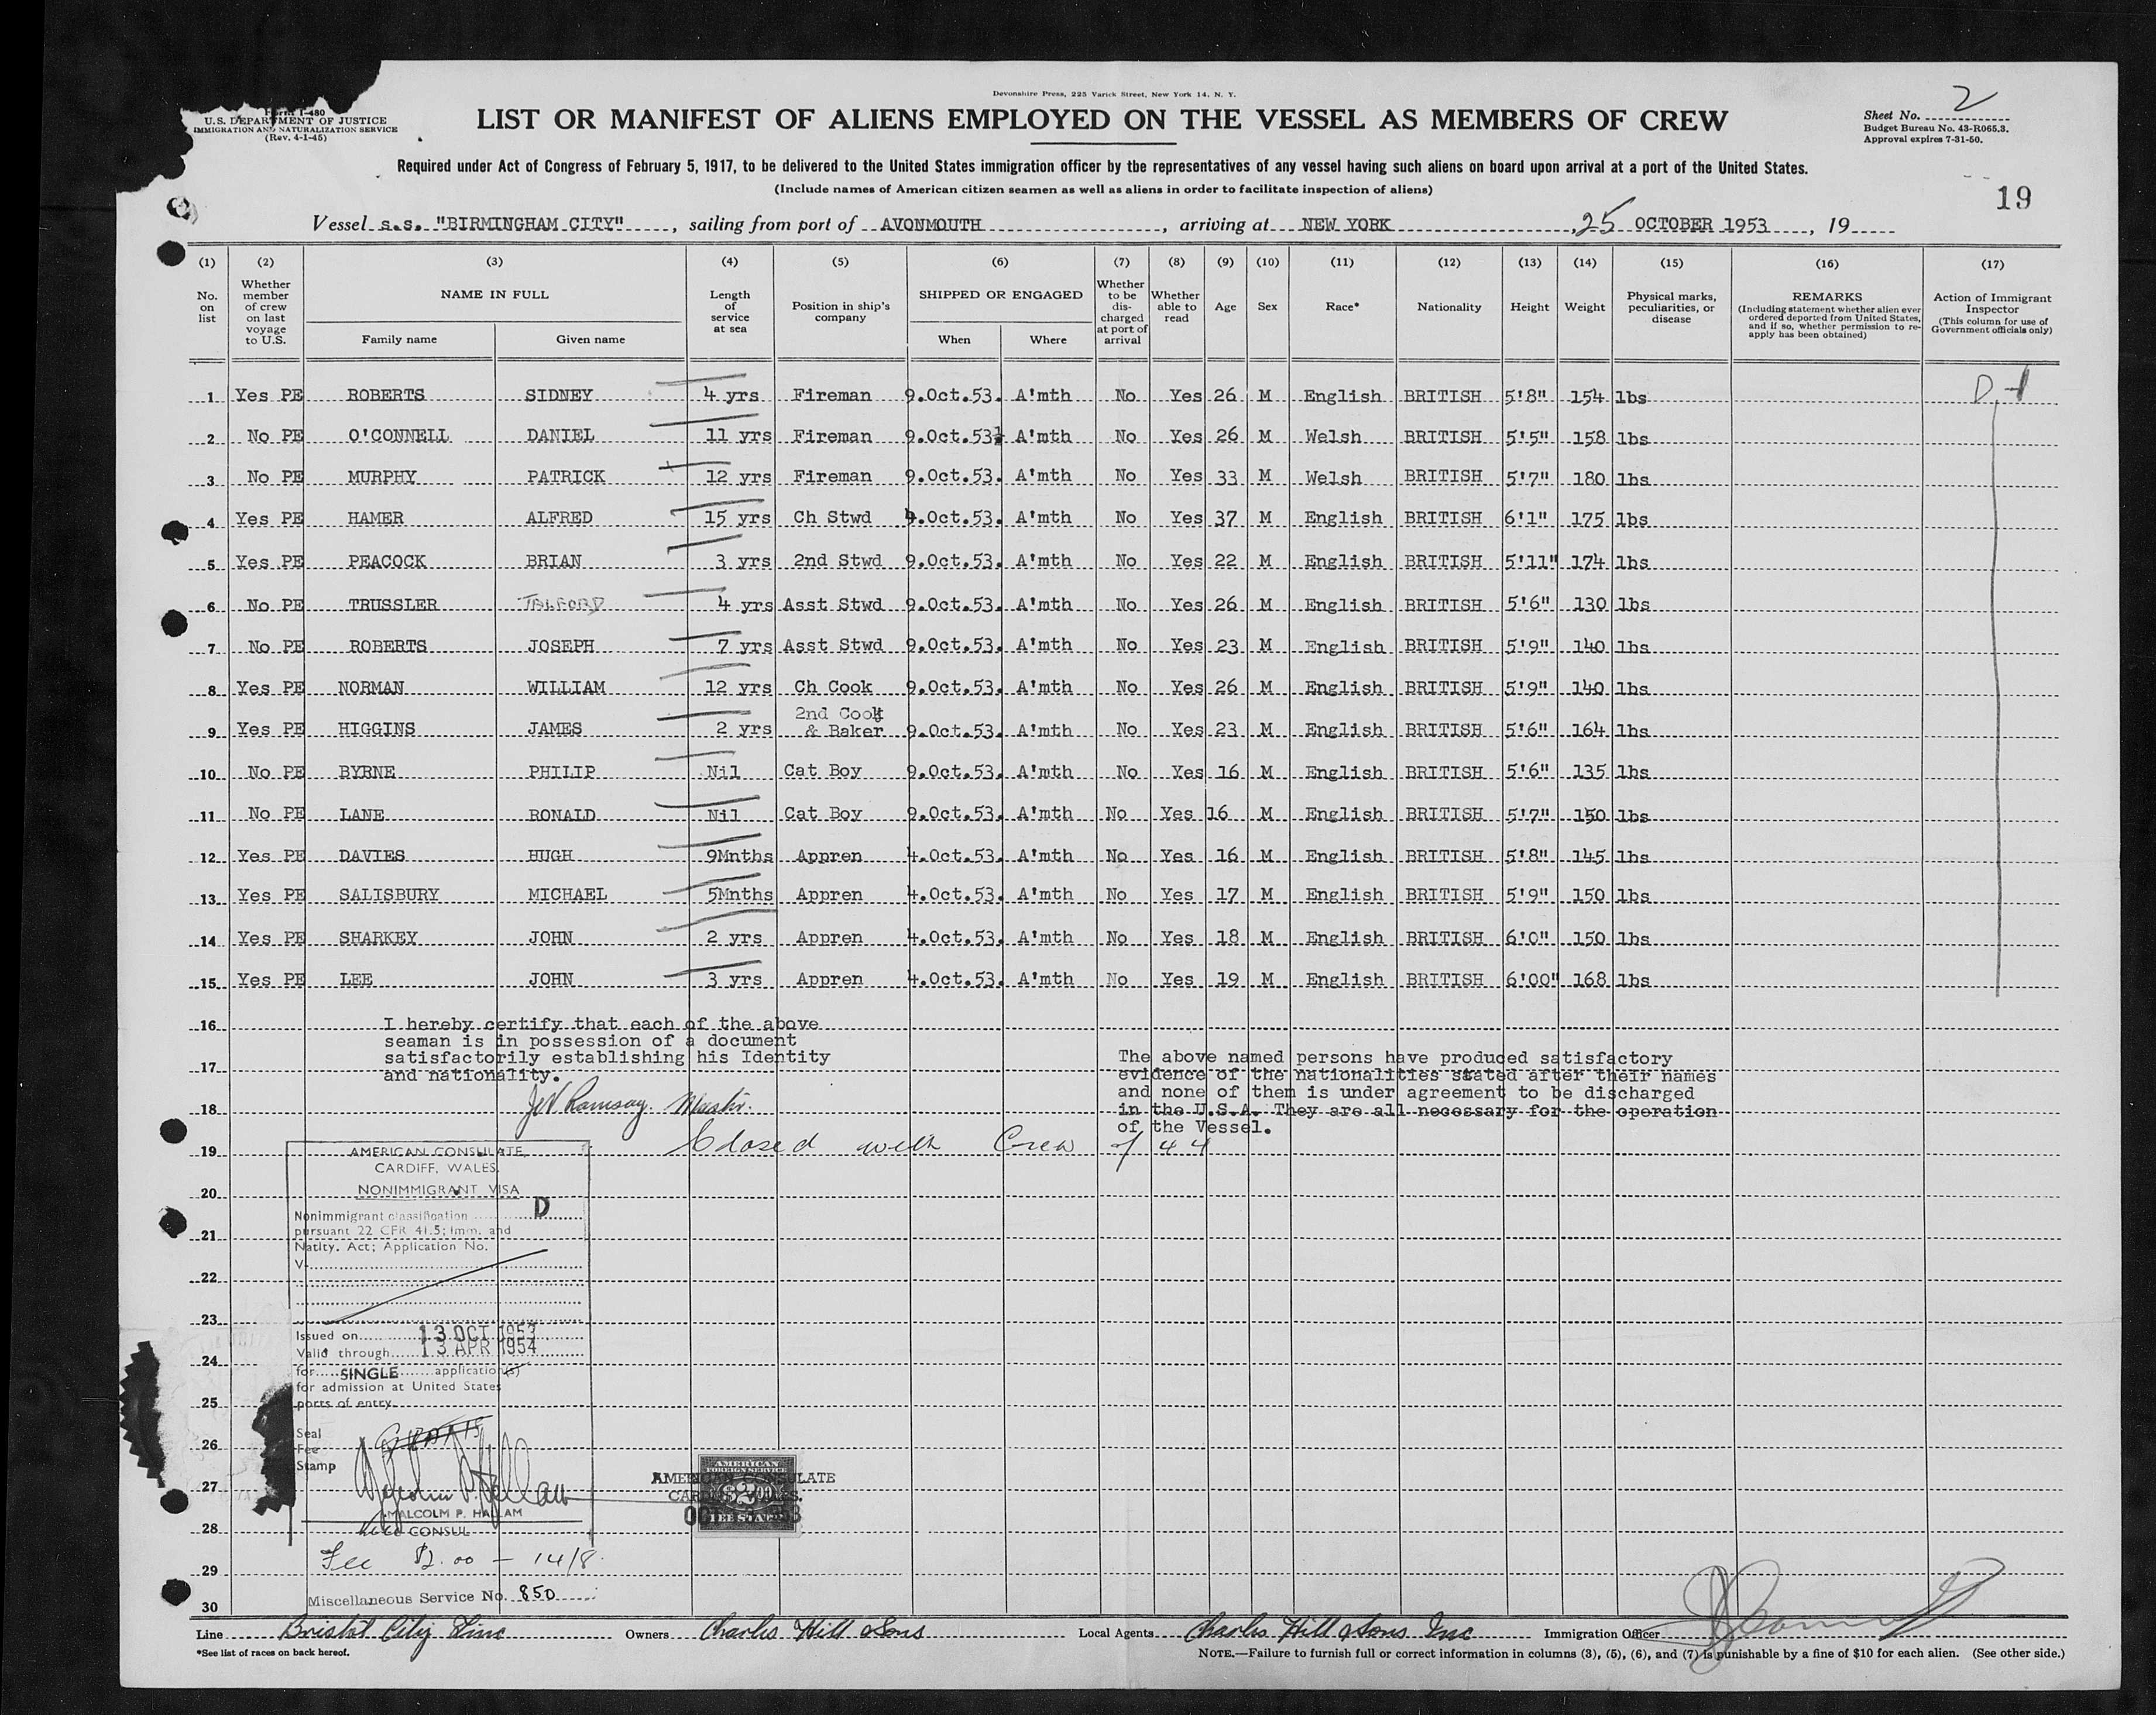 Devonshire Press, 225 Varick Street, New York 14, N. Y.
Form I-480
U.S. DEPARTMENT OF JUSTICE
IMMIGRATION AND NATURALIZATION SERVICE
(Rev. 4-1-45)
LIST OR MANIFEST OF ALIENS EMPLOYED ON THE VESSEL AS MEMBERS OF CREW
Sheet No. 2
Budget Bureau No. 43-R065.3.
Approval expires 7-31-50.
Required under Act of Congress of February 5, 1917, to be delivered to the United States immigration officer by the representatives of any vessel having such aliens on board upon arrival at a port of the United States.
(Include names of American citizen seamen as well as aliens in order to facilitate inspection of aliens)
19
Vessel s.s. "BIRMINGHAM CITY", sailing from port of AVONMOUTH, arriving at NEW YORK, 25 OCTOBER 1953, 19
(1) (2) (3) (4) (5) (6) (7) (8) (9) (10) (11) (12) (13) (14) (15) (16) (17)
No. on list
Whether member of crew on last voyage to U.S.
NAME IN FULL
Family name Given name
Length of service at sea
Position in ship's company
SHIPPED OR ENGAGED
When Where
Whether to be discharged at port of arrival
Whether able to read
Age
Sex
Race*
Nationality
Height
Weight
Physical marks, peculiarities, or disease
REMARKS
(Including statement whether alien ever ordered deported from United States, and if so, whether permission to reapply has been obtained)
Action of Immigrant Inspector
(This column for use of Government officials only)
1 Yes PE ROBERTS SIDNEY 4 yrs Fireman 9.Oct.53. A'mth No Yes 26 M English BRITISH 5'8" 154 lbs D-1
2 No PE O'CONNELL DANIEL 11 yrs Fireman 9.Oct.53. A'mth No Yes 26 M Welsh BRITISH 5'5" 158 lbs
3 No PE MURPHY PATRICK 12 yrs Fireman 9.Oct.53. A'mth No Yes 33 M Welsh BRITISH 5'7" 180 lbs
4 Yes PE HAMER ALFRED 15 yrs Ch Stwd 9.Oct.53. A'mth No Yes 37 M English BRITISH 6'1" 175 lbs
5 Yes PE PEACOCK BRIAN 3 yrs 2nd Stwd 9.Oct.53. A'mth No Yes 22 M English BRITISH 5'11" 174 lbs
6 No PE TRUSSLER TALFORD 4 yrs Asst Stwd 9.Oct.53. A'mth No Yes 26 M English BRITISH 5'6" 130 lbs
7 No PE ROBERTS JOSEPH 7 yrs Asst Stwd 9.Oct.53. A'mth No Yes 23 M English BRITISH 5'9" 140 lbs
8 Yes PE NORMAN WILLIAM 12 yrs Ch Cook 9.Oct.53. A'mth No Yes 26 M English BRITISH 5'9" 140 lbs
9 Yes PE HIGGINS JAMES 2 yrs 2nd Cook & Baker 9.Oct.53. A'mth No Yes 23 M English BRITISH 5'6" 164 lbs
10 No PE BYRNE PHILIP Nil Cat Boy 9.Oct.53. A'mth No Yes 16 M English BRITISH 5'6" 135 lbs
11 No PE LANE RONALD Nil Cat Boy 9.Oct.53. A'mth No Yes 16 M English BRITISH 5'7" 150 lbs
12 Yes PE DAVIES HUGH 9Mnths Appren 4.Oct.53. A'mth No Yes 16 M English BRITISH 5'8" 145 lbs
13 Yes PE SALISBURY MICHAEL 5Mnths Appren 4.Oct.53. A'mth No Yes 17 M English BRITISH 5'9" 150 lbs
14 Yes PE SHARKEY JOHN 2 yrs Appren 4.Oct.53. A'mth No Yes 18 M English BRITISH 6'0" 150 lbs
15 Yes PE LEE JOHN 3 yrs Appren 4.Oct.53. A'mth No Yes 19 M English BRITISH 6'00" 168 lbs
16
17
18
19
20
21
22
23
24
25
26
27
28
29
30
I hereby certify that each of the above
seaman is in possession of a document
satisfactorily establishing his Identity
and nationality.
JW Ramsay. Master.
The above named persons have produced satisfactory
evidence of the nationalities stated after their names
and none of them is under agreement to be discharged
in the U.S.A. They are all necessary for the operation
of the Vessel.
Closed with Crew of 44
AMERICAN CONSULATE
CARDIFF, WALES.
NONIMMIGRANT VISA
Nonimmigrant classification D
pursuant 22 CFR 41.5; Imm. and
Natlty. Act; Application No.
V
Issued on 13 OCT 1953
Valid through 13 APR 1954
for SINGLE application(s)
for admission at United States
ports of entry.
Seal
Fee GRATIS
Stamp
MALCOLM P. HALLAM
Vice CONSUL
Fee $2.00 - 14/8.
Miscellaneous Service No. 850
AMERICAN CONSULATE
CARDIFF, WALES.
AMERICAN
FOREIGN SERVICE
$2.00
FEE STAMP
Line Bristol City Line Owners Charles Hill & Sons Local Agents Charles Hill & Sons Inc Immigration Officer
*See list of races on back hereof.
NOTE.—Failure to furnish full or correct information in columns (3), (5), (6), and (7) is punishable by a fine of $10 for each alien. (See other side.)